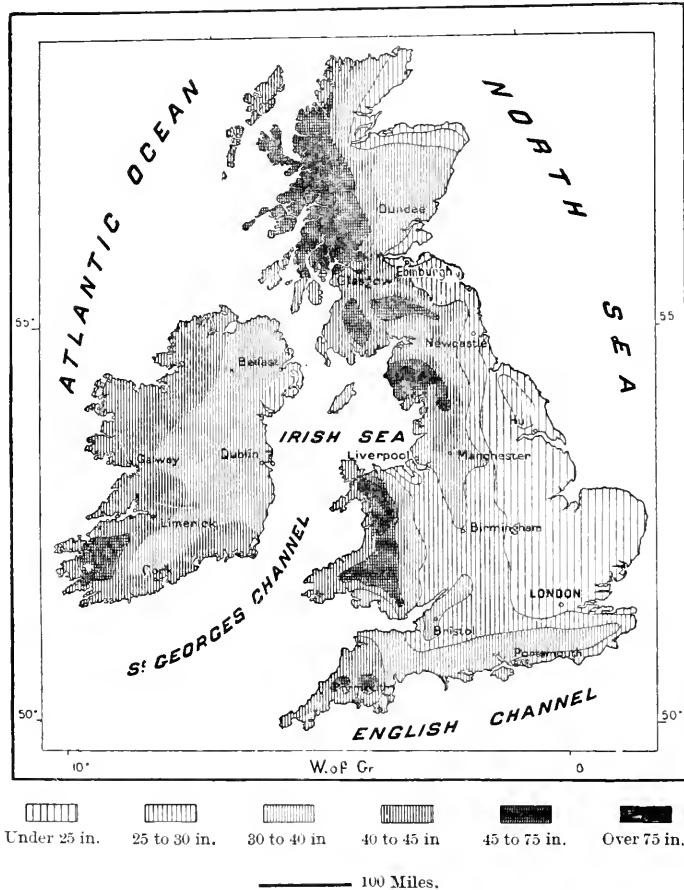 ATLANTIC OCEAN
NORTH SEA
Dundee
Glasgow
Edinburgh
55°
55
Newcastle
Belfast
Hu
IRISH SEA
Galway
Dublin
Liverpool
Manchester
Limerick
Birmingham
Cork
LONDON
Bristol
St GEORGES CHANNEL
Portsmouth
50°
50°
ENGLISH CHANNEL
10°
W. of Gr
0
Under 25 in.
25 to 30 in.
30 to 40 in
40 to 45 in
45 to 75 in.
Over 75 in.
100 Miles.